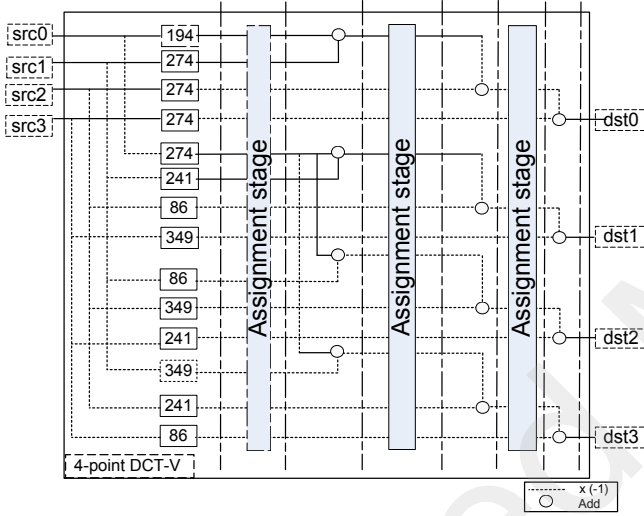 src0
194
src1
274
src2
274
src3
274
274
241
86
349
86
349
241
349
241
86
Assignment stage
Assignment stage
Assignment stage
dst0
dst1
dst2
dst3
4-point DCT-V
x (-1)
Add